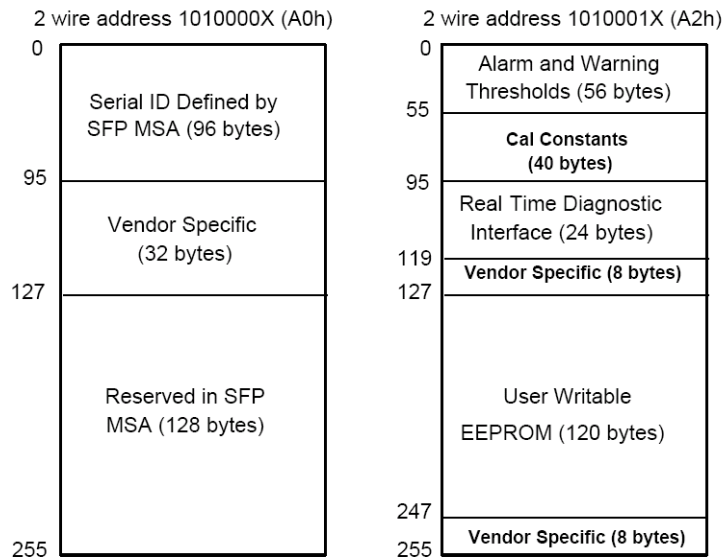 2 wire address 1010000X (A0h)
0
Serial ID Defined by
SFP MSA (96 bytes)
95
Vendor Specific
(32 bytes)
127
Reserved in SFP
MSA (128 bytes)
255
2 wire address 1010001X (A2h)
0
Alarm and Warning
Thresholds (56 bytes)
55
Cal Constants
(40 bytes)
95
Real Time Diagnostic
Interface (24 bytes)
119
Vendor Specific (8 bytes)
127
User Writable
EEPROM (120 bytes)
247
Vendor Specific (8 bytes)
255